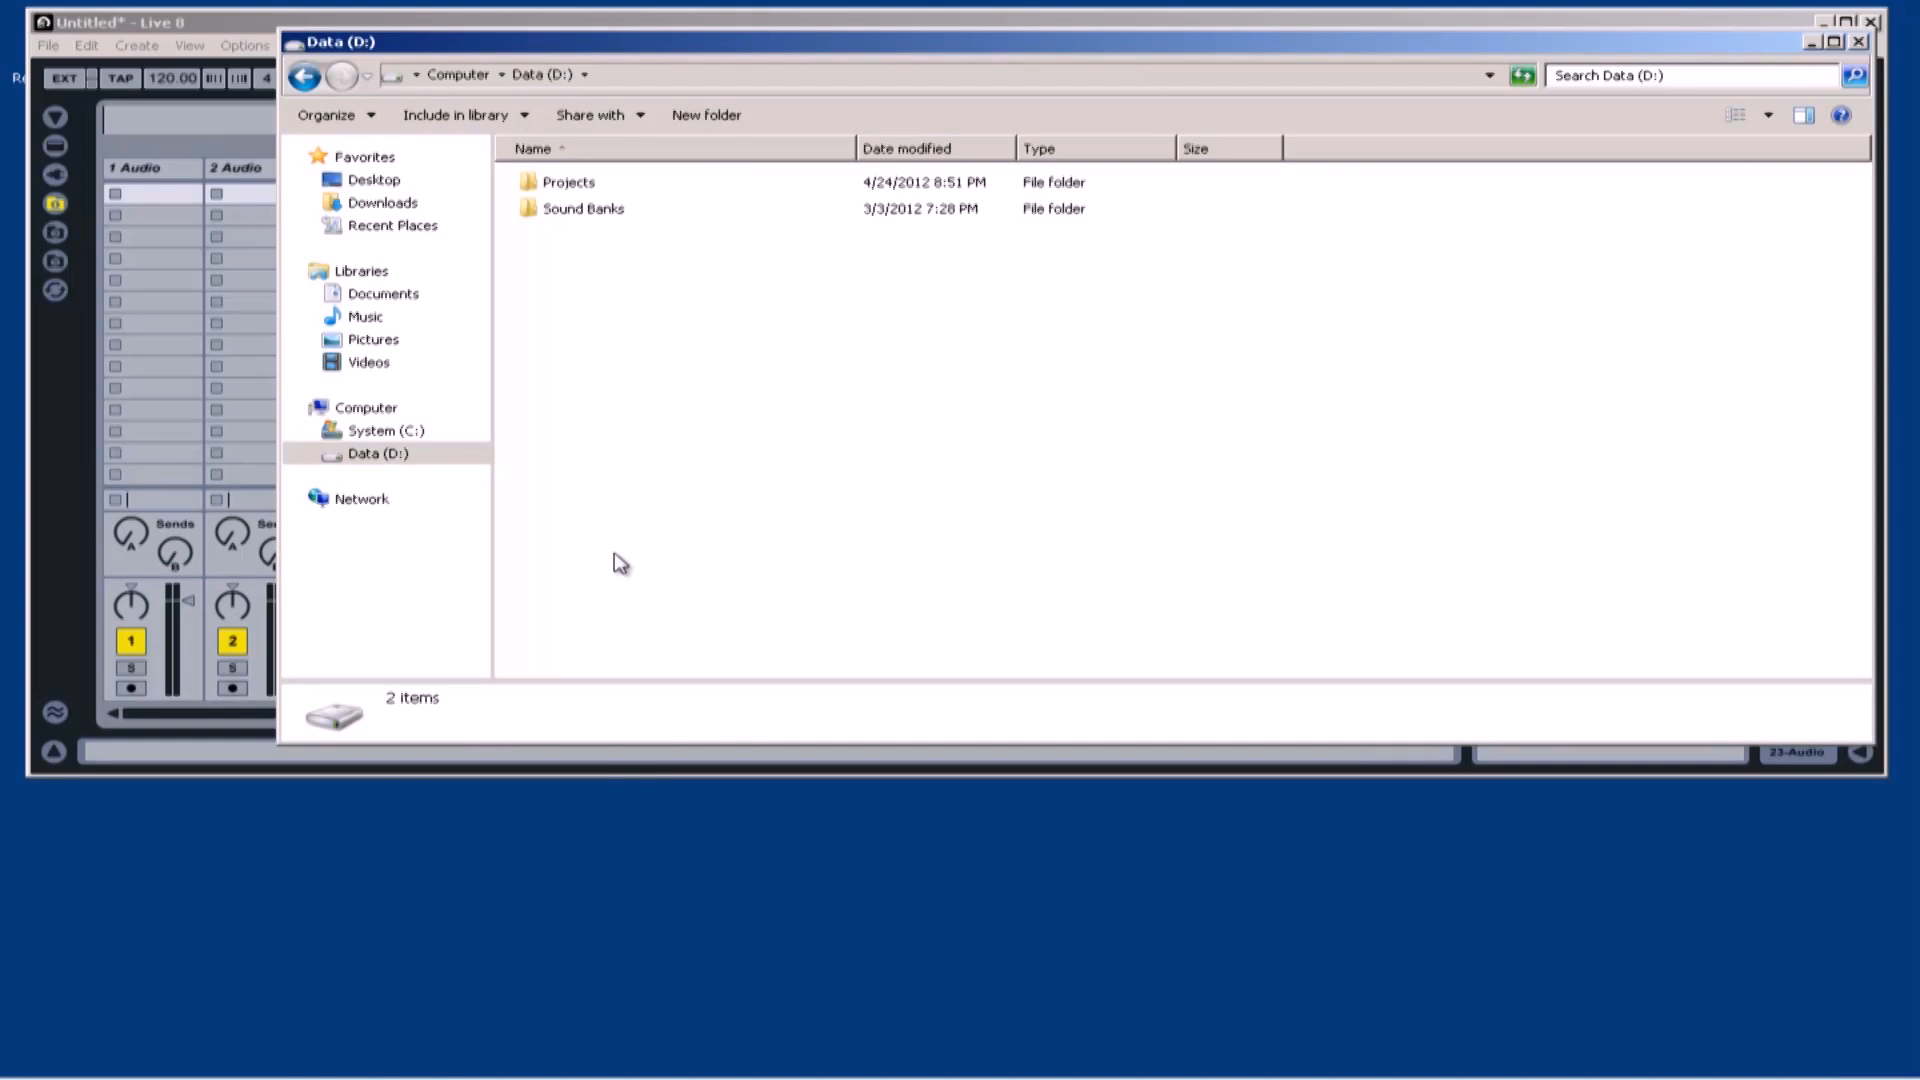 Untitled* - Live 8
File Edit Create View Options
Data (D:)
EXT TAP 120.00 4
Computer Data (D:)
Search Data (D:)
Organize Include in library Share with New folder
Name Date modified Type Size
Projects 4/24/2012 8:51 PM File folder
Sound Banks 3/3/2012 7:28 PM File folder
Favorites
Desktop
Downloads
Recent Places
Libraries
Documents
Music
Pictures
Videos
Computer
System (C:)
Data (D:)
Network
1 Audio 2 Audio
Sends
A B A
1 2
S S
2 items
23-Audio